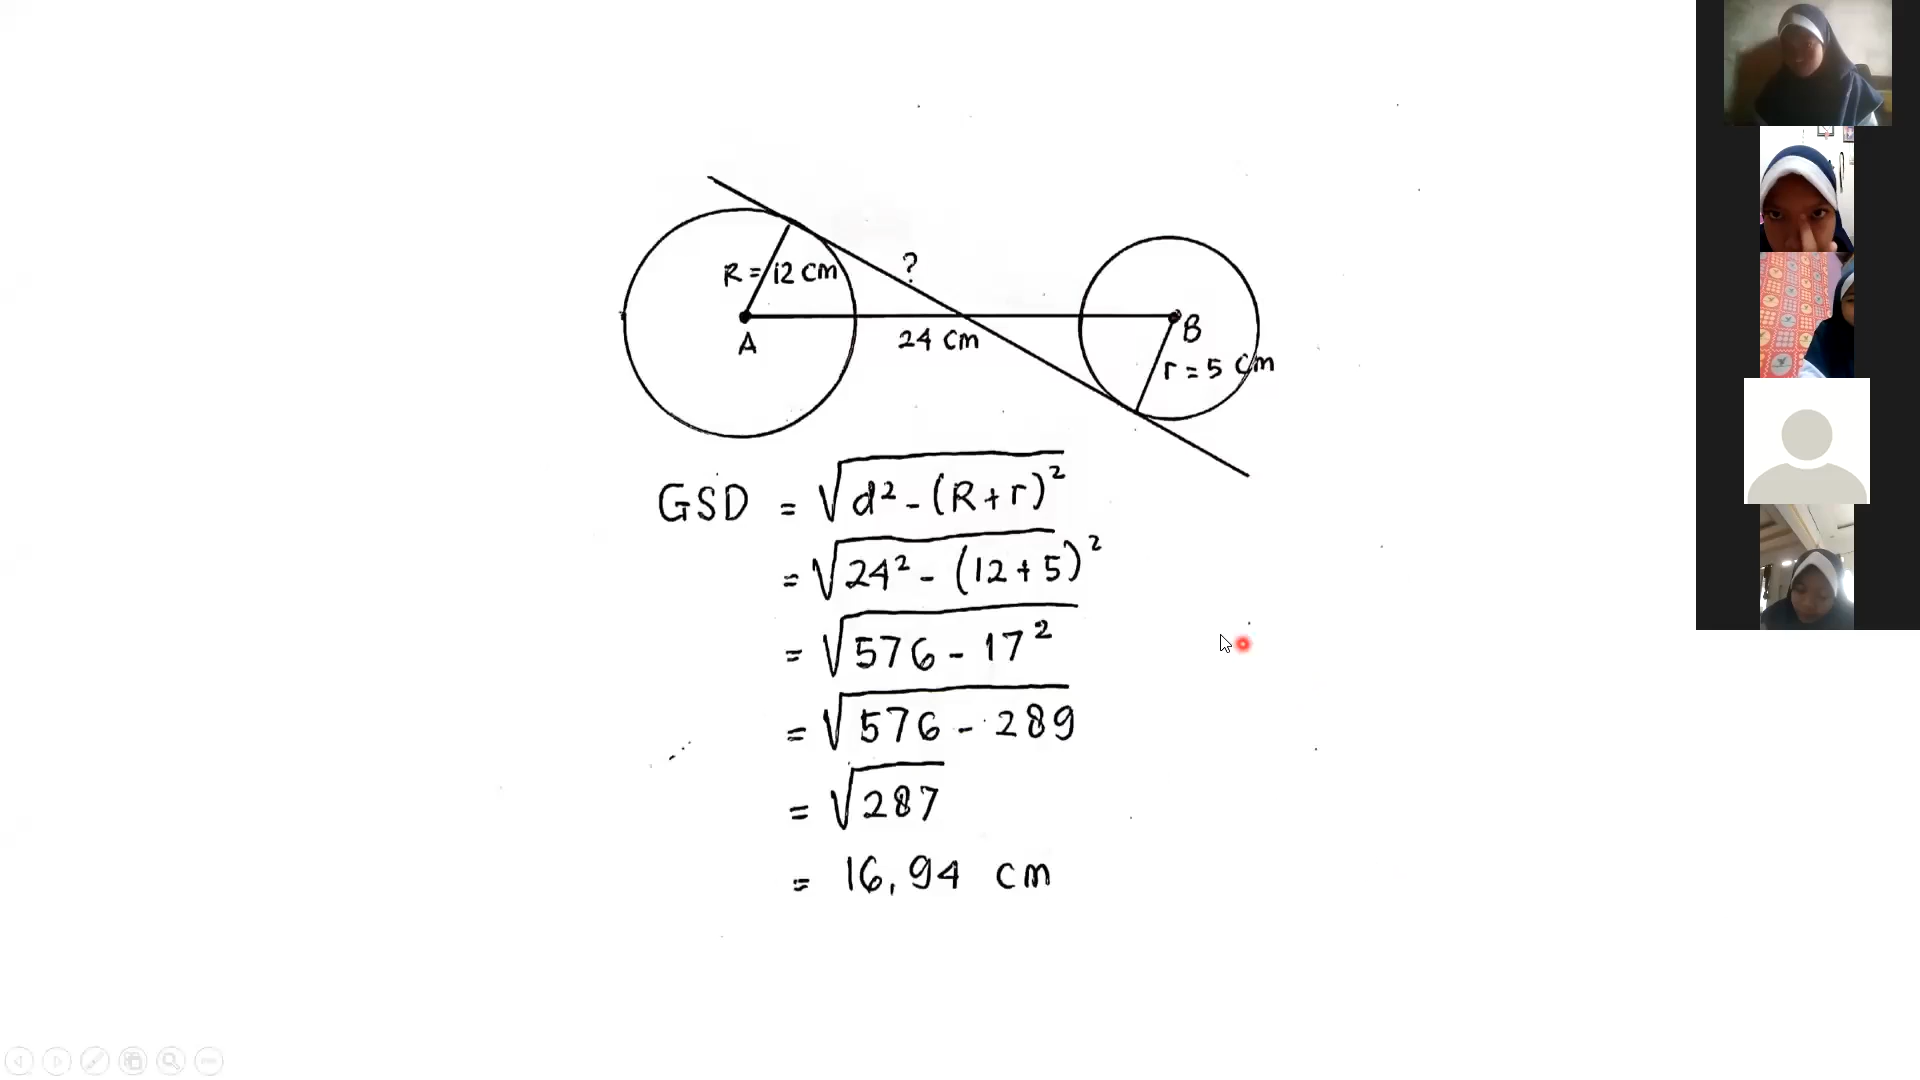 ?
R = 12 cm
A
24 cm
B
r = 5 cm
GSD = √d² - (R + r)²
= √24² - (12 + 5)²
= √576 - 17²
= √576 - 289
= √287
= 16,94 cm